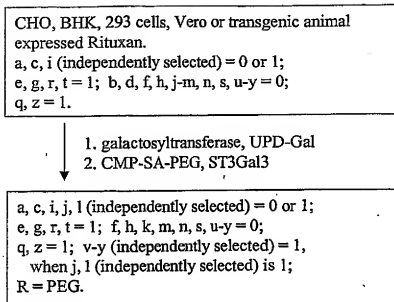 CHO, BHK, 293 cells, Vero or transgenic animal
expressed Rituxan.
a, c, i (independently selected) = 0 or 1;
e, g, r, t = 1; b, d, f, h, j-m, n, s, u-y = 0;
q, z = 1.
1. galactosyltransferase, UPD-Gal
2. CMP-SA-PEG, ST3Gal3
a, c, i, j, l (independently selected) = 0 or 1;
e, g, r, t = 1; f, h, k, m, n, s, u-y = 0;
q, z = 1; v-y (independently selected) = 1,
when j, l (independently selected) is 1;
R = PEG.